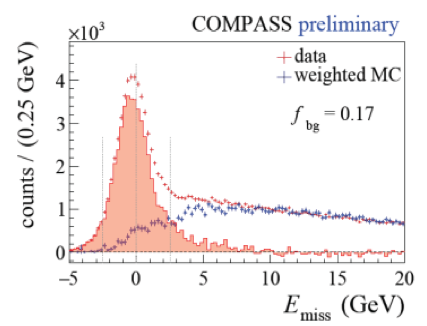 COMPASS preliminary
×10³
data
weighted MC
f_bg = 0.17
counts / (0.25 GeV)
4
3
2
1
0
−5 0 5 10 15 20
E_miss (GeV)